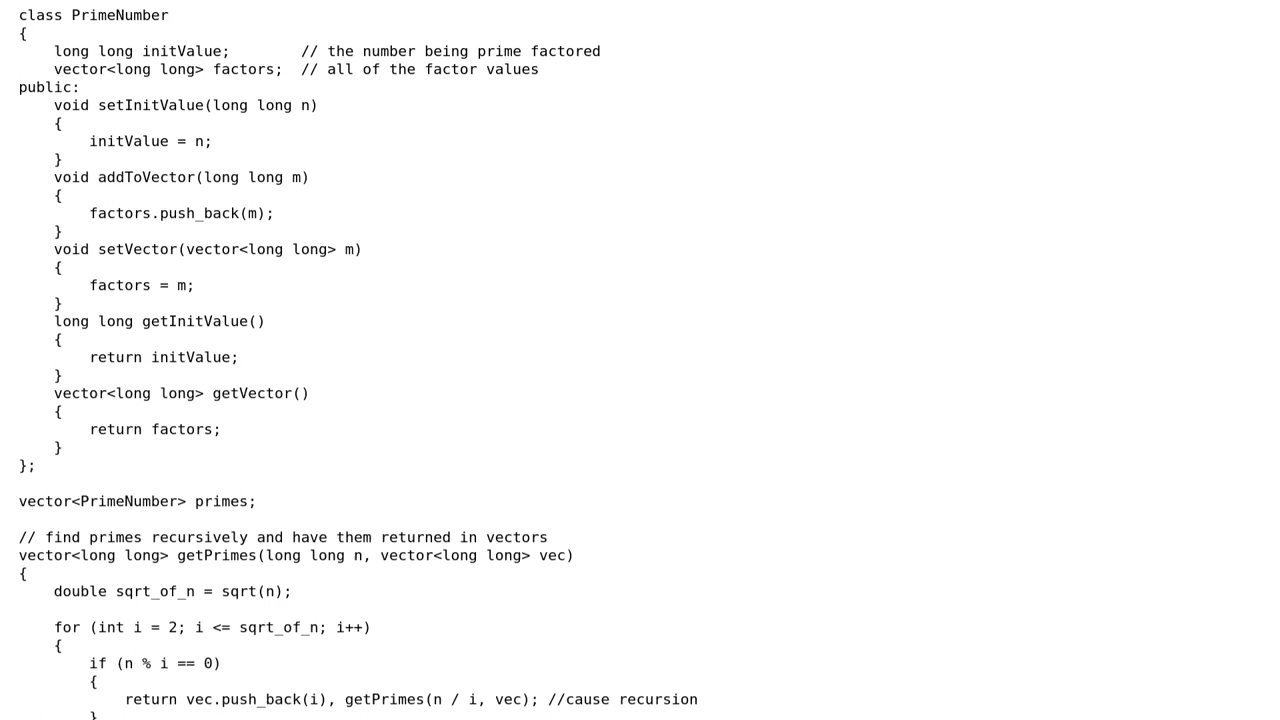 class PrimeNumber
{
    long long initValue;        // the number being prime factored
    vector<long long> factors;  // all of the factor values
public:
    void setInitValue(long long n)
    {
        initValue = n;
    }
    void addToVector(long long m)
    {
        factors.push_back(m);
    }
    void setVector(vector<long long> m)
    {
        factors = m;
    }
    long long getInitValue()
    {
        return initValue;
    }
    vector<long long> getVector()
    {
        return factors;
    }
};

vector<PrimeNumber> primes;

// find primes recursively and have them returned in vectors
vector<long long> getPrimes(long long n, vector<long long> vec)
{
    double sqrt_of_n = sqrt(n);

    for (int i = 2; i <= sqrt_of_n; i++)
    {
        if (n % i == 0)
        {
            return vec.push_back(i), getPrimes(n / i, vec); //cause recursion
        }